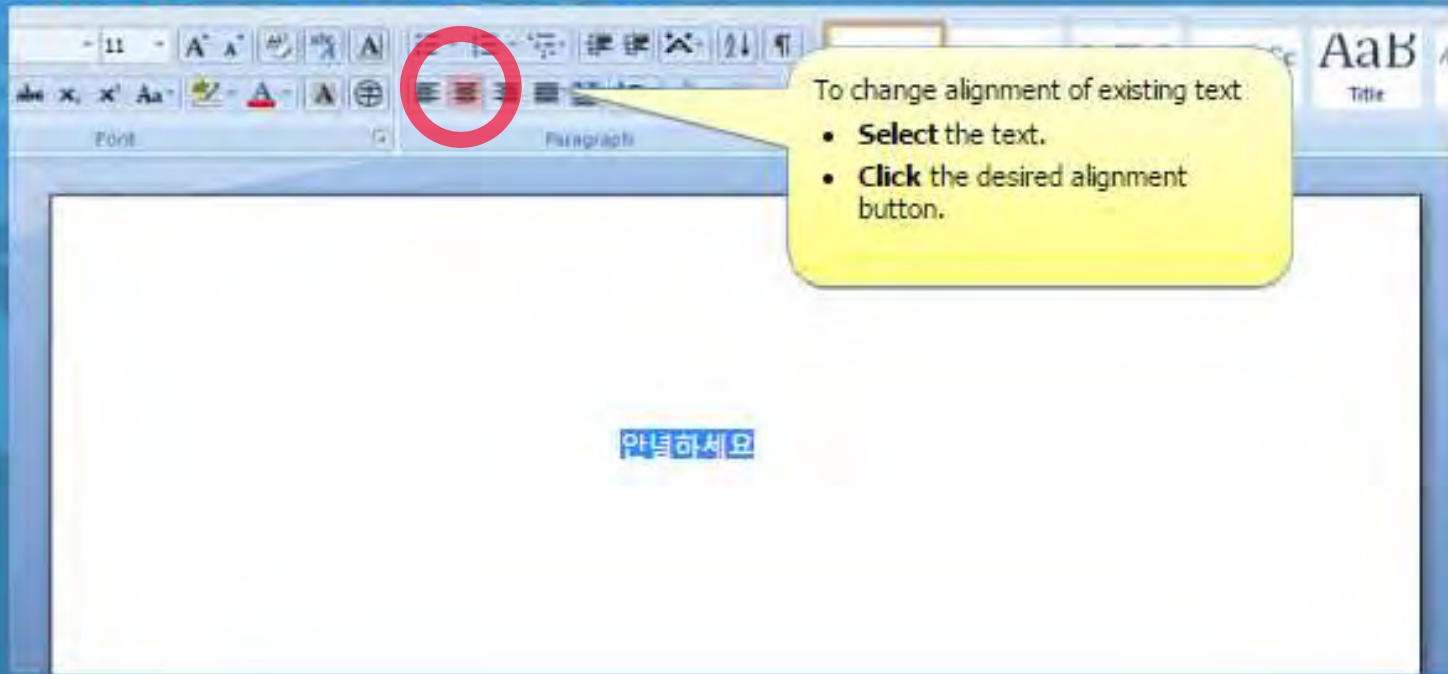 11
Aa
Font
Paragraph
AaB
Title
To change alignment of existing text
• Select the text.
• Click the desired alignment
button.
안녕하세요